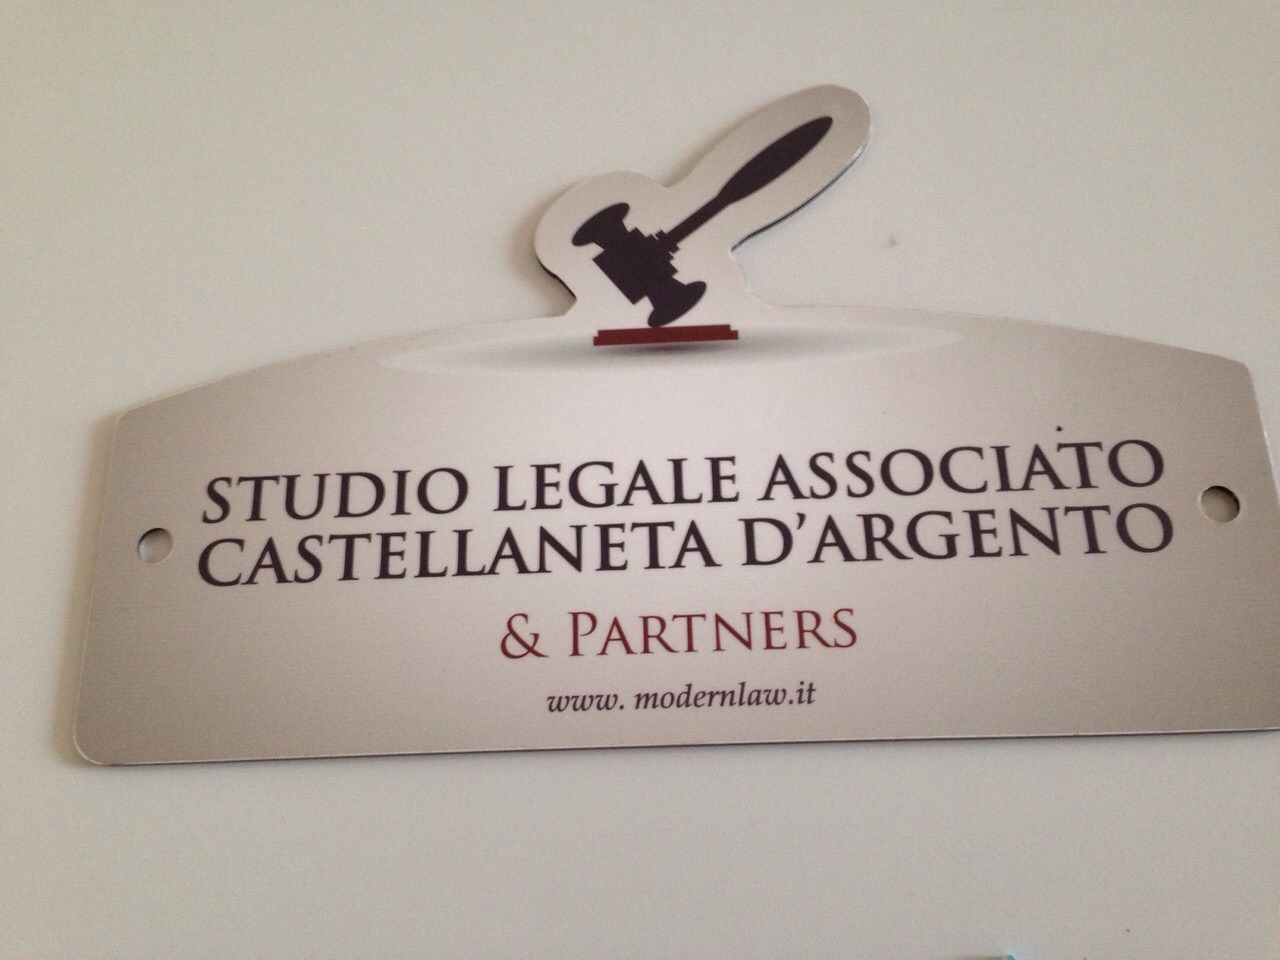 STUDIO LEGALE ASSOCIATO
CASTELLANETA D'ARGENTO
& PARTNERS
www. modernlaw.it